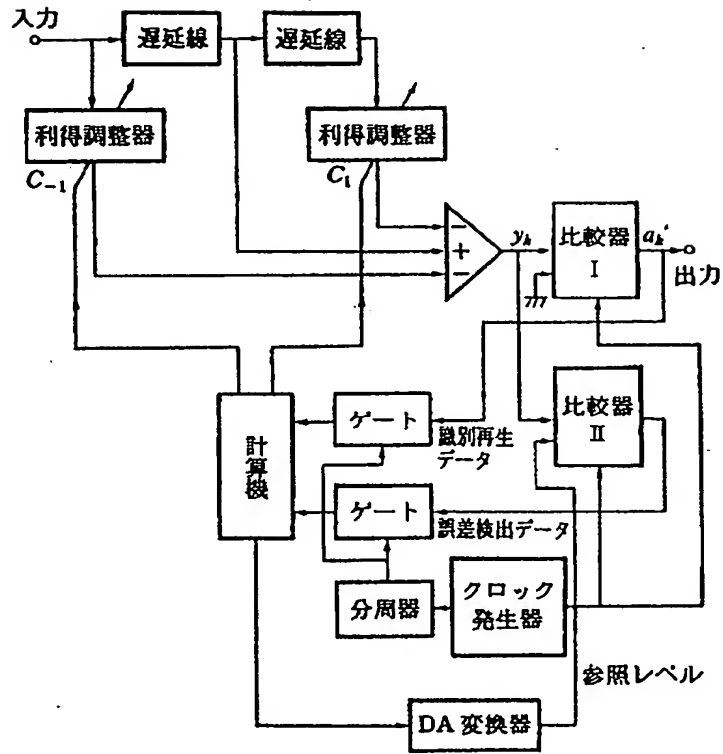 入力
遅延線
遅延線
利得調整器
利得調整器
C₋₁
C₁
−
+
−
yₖ
比較器
I
aₖ'
出力
比較器
II
計算機
ゲート
識別再生
データ
ゲート
誤差検出データ
分周器
クロック
発生器
参照レベル
DA変換器